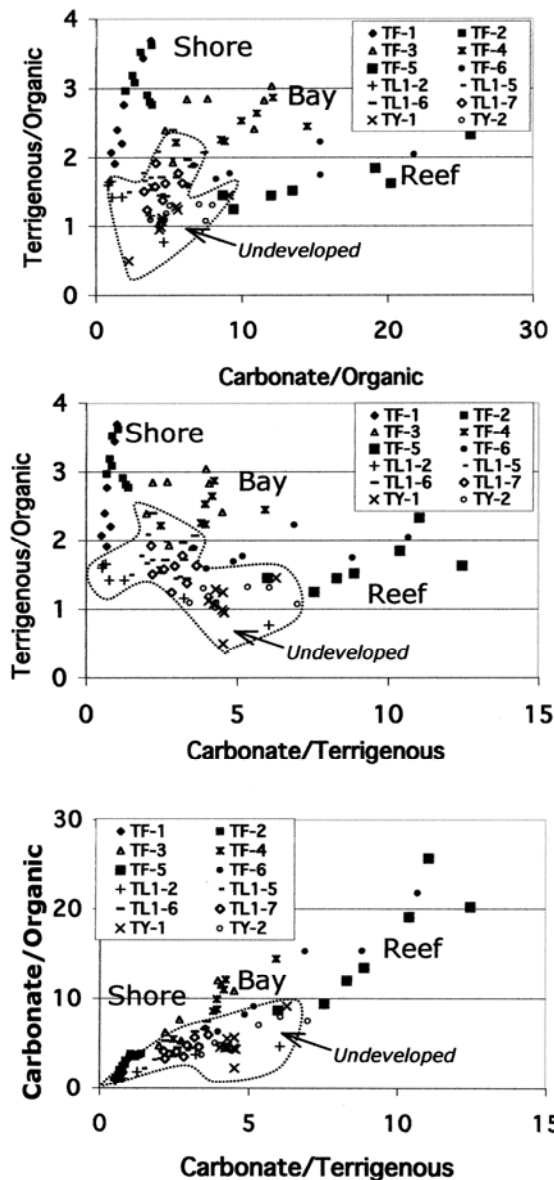 4
3
2
1
0
Terrigenous/Organic
Shore
Bay
Reef
Undeveloped
TF-1 TF-2
TF-3 TF-4
TF-5 TF-6
TL1-2 TL1-5
TL1-6 TL1-7
TY-1 TY-2
0 10 20 30
Carbonate/Organic
4
3
2
1
0
Terrigenous/Organic
Shore
Bay
Reef
Undeveloped
TF-1 TF-2
TF-3 TF-4
TF-5 TF-6
TL1-2 TL1-5
TL1-6 TL1-7
TY-1 TY-2
0 5 10 15
Carbonate/Terrigenous
30
20
10
0
Carbonate/Organic
TF-1 TF-2
TF-3 TF-4
TF-5 TF-6
TL1-2 TL1-5
TL1-6 TL1-7
TY-1 TY-2
Shore
Bay
Reef
Undeveloped
0 5 10 15
Carbonate/Terrigenous